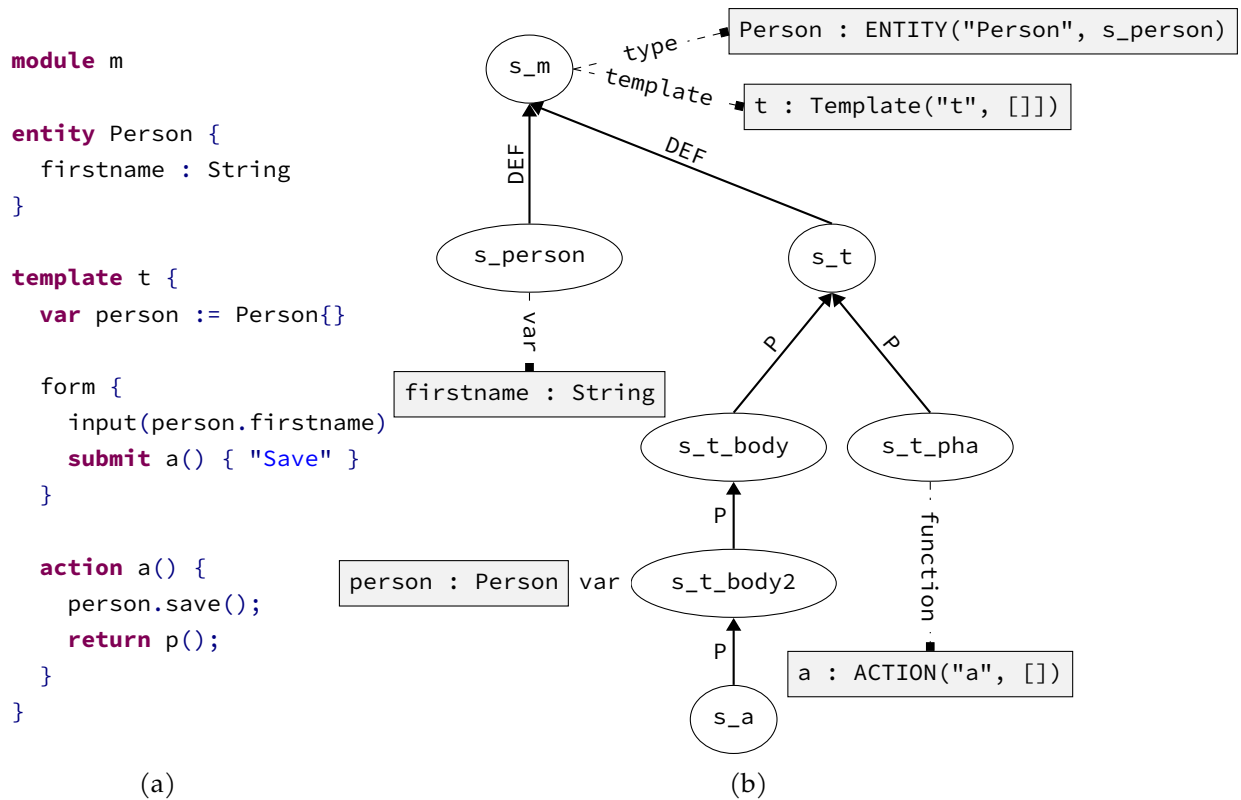 module m
entity Person {
firstname : String
}
template t {
var person := Person{}
form {
input(person.firstname)
submit a() { "Save" }
}
action a() {
person.save();
return p();
}
}
(a)
s_m
type
Person : ENTITY("Person", s_person)
template
t : Template("t", []])
DEF
DEF
s_person
s_t
var
firstname : String
P
P
s_t_body
s_t_pha
P
function
person : Person
var
s_t_body2
P
a : ACTION("a", [])
s_a
(b)